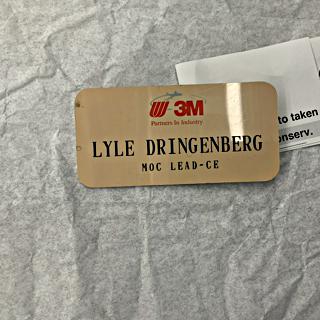 3M
Partners In Industry
LYLE DRINGENBERG
MOC LEAD-CE
to taken
onserv.